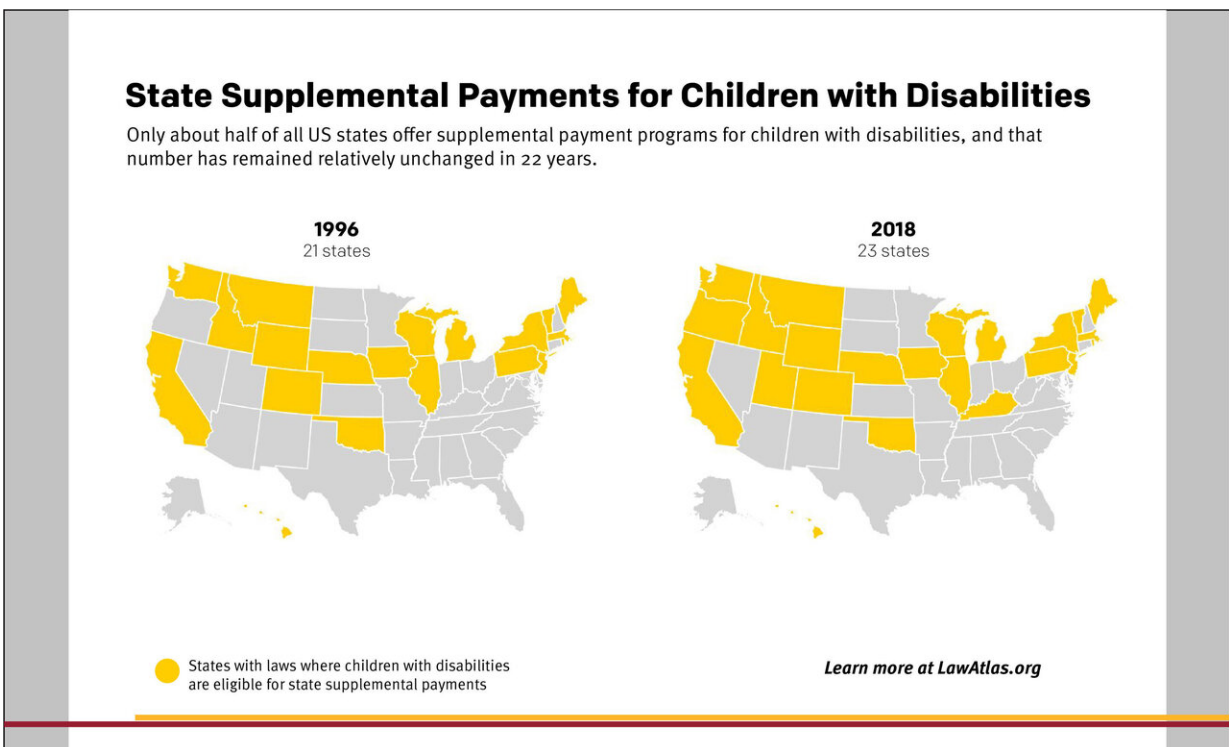 State Supplemental Payments for Children with Disabilities
Only about half of all US states offer supplemental payment programs for children with disabilities, and that
number has remained relatively unchanged in 22 years.
1996
21 states
2018
23 states
States with laws where children with disabilities
are eligible for state supplemental payments
Learn more at LawAtlas.org